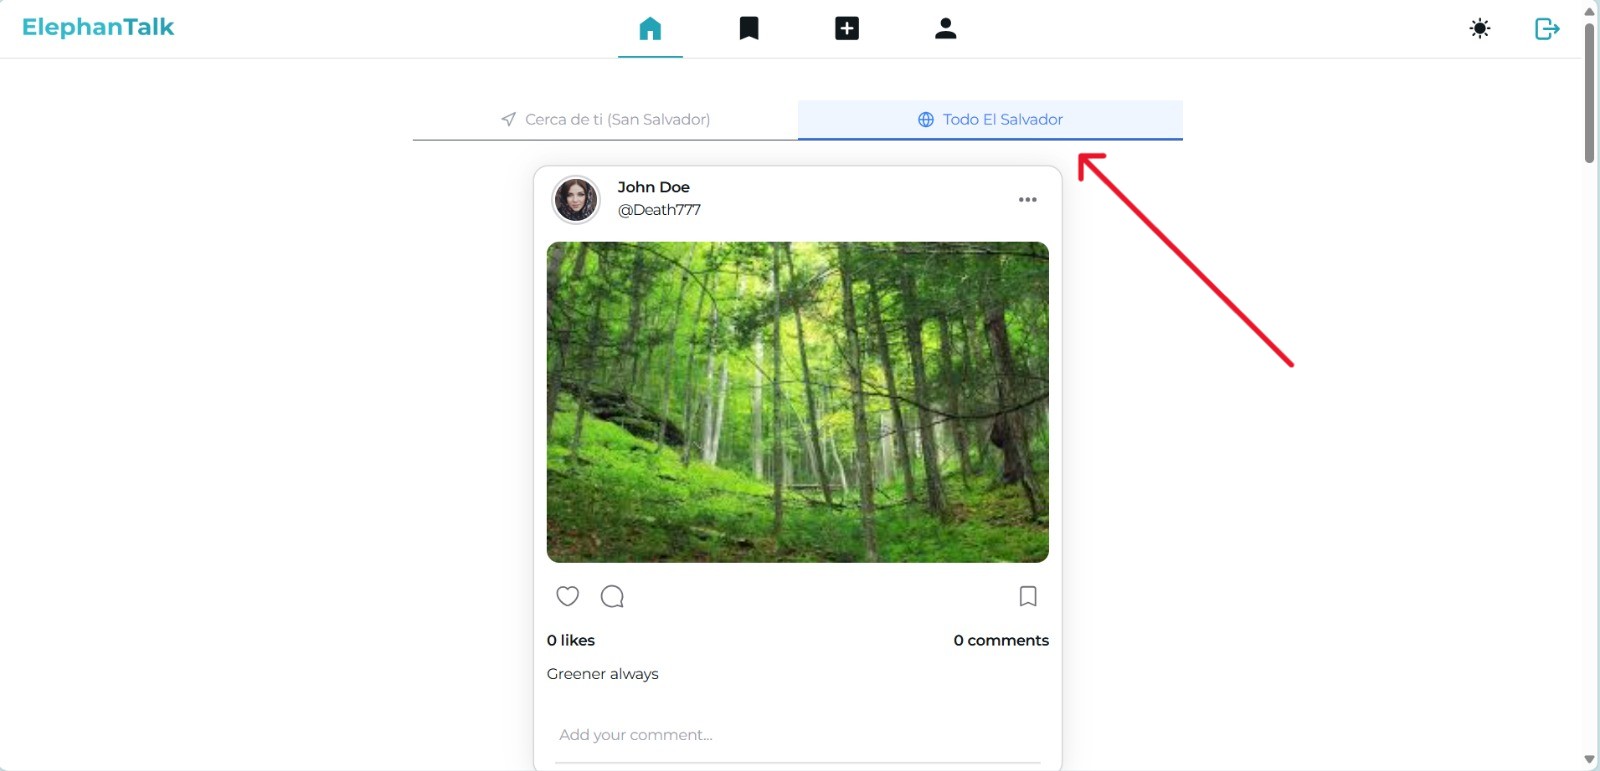 ElephanTalk
Cerca de ti (San Salvador)
Todo El Salvador
John Doe
@Death777
0 likes
0 comments
Greener always
Add your comment...